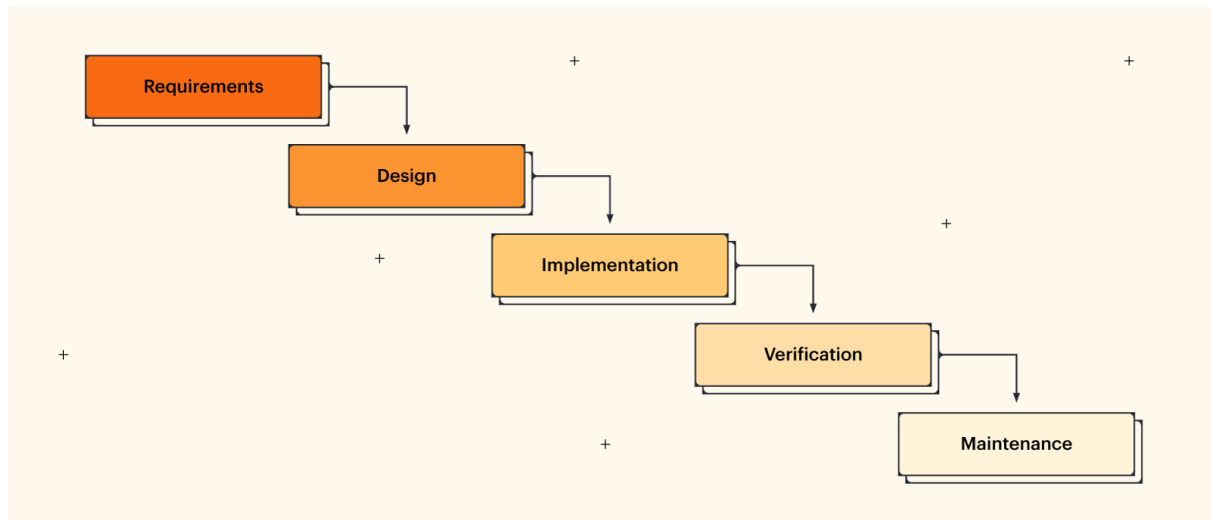 Requirements
Design
Implementation
Verification
Maintenance